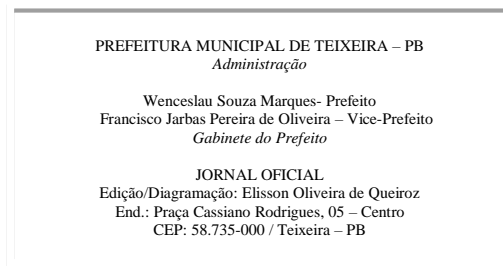 PREFEITURA MUNICIPAL DE TEIXEIRA – PB
Administração
Wenceslau Souza Marques- Prefeito
Francisco Jarbas Pereira de Oliveira – Vice-Prefeito
Gabinete do Prefeito
JORNAL OFICIAL
Edição/Diagramação: Elisson Oliveira de Queiroz
End.: Praça Cassiano Rodrigues, 05 – Centro
CEP: 58.735-000 / Teixeira – PB